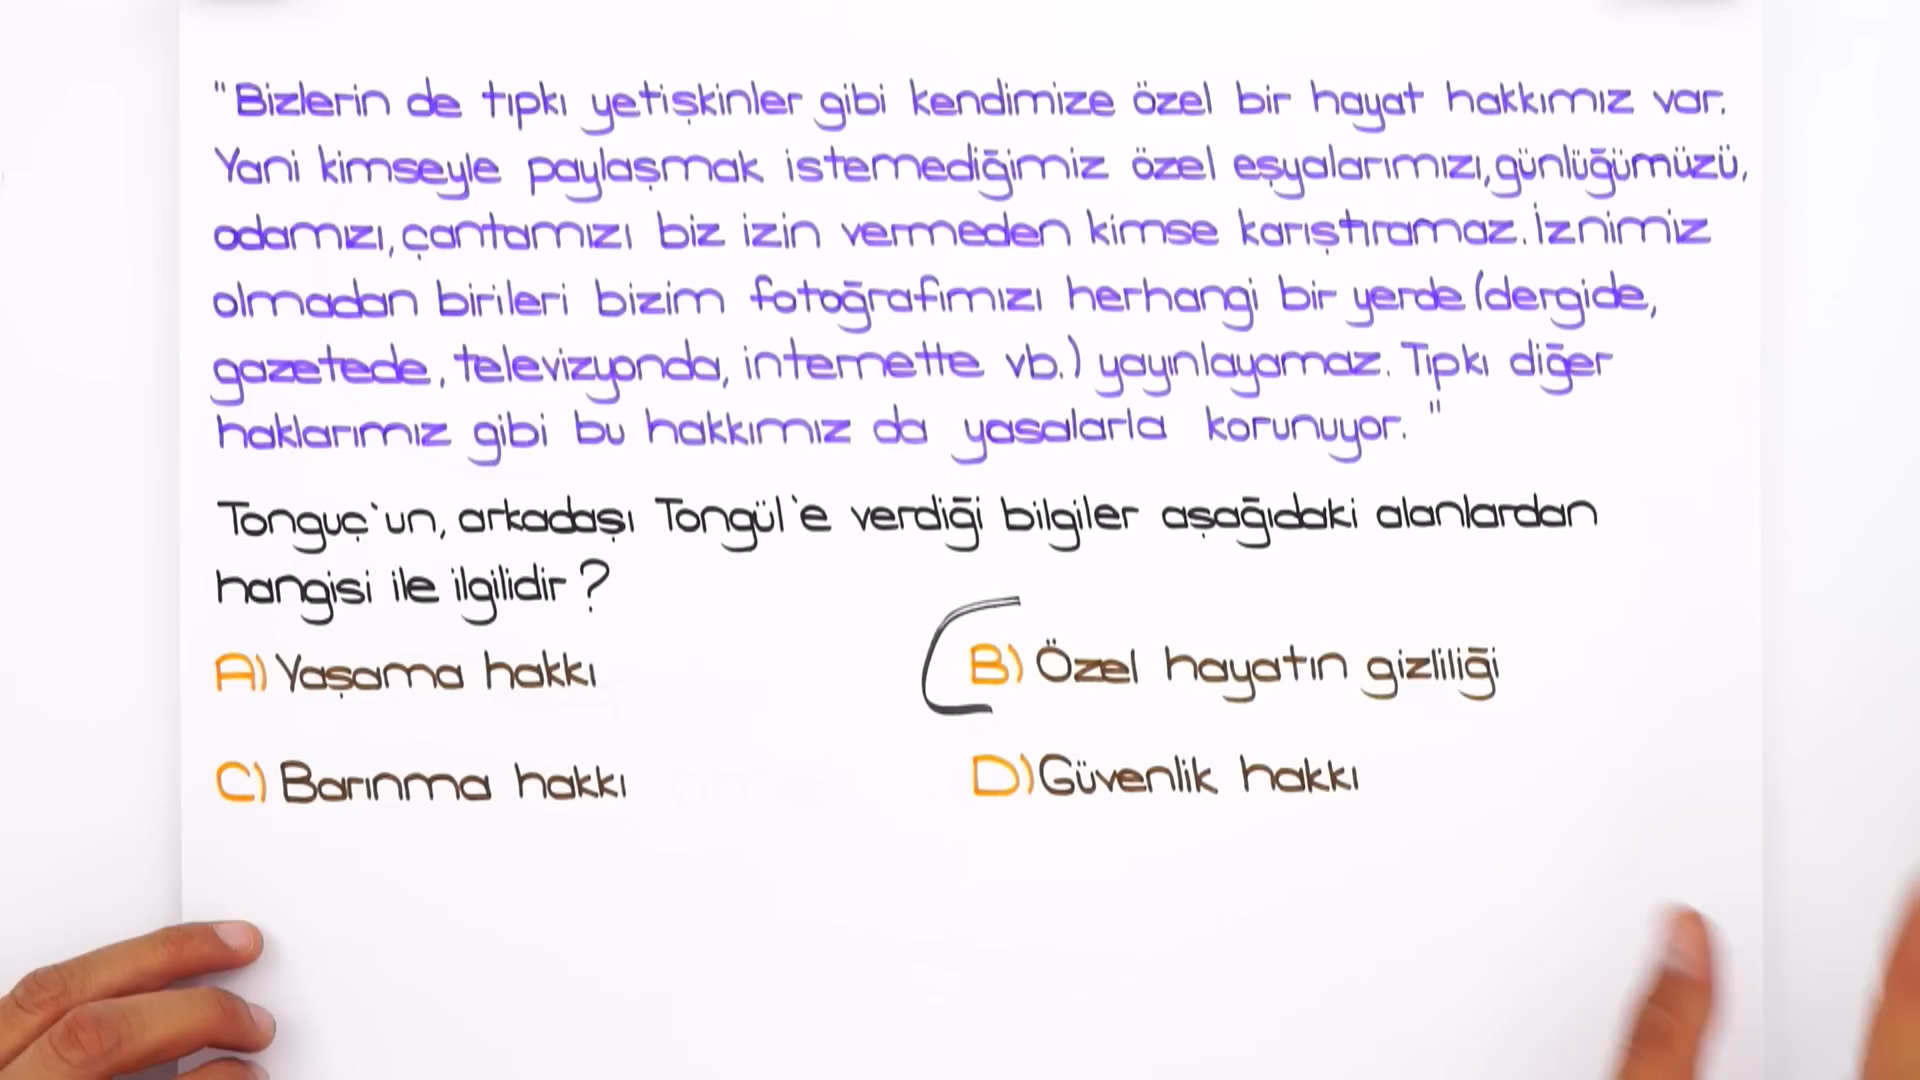 "Bizlerin de tıpkı yetişkinler gibi kendimize özel bir hayat hakkımız var.
Yani kimseyle paylaşmak istemediğimiz özel eşyalarımızı, günlüğümüzü,
odamızı, çantamızı biz izin vermeden kimse karıştıramaz. İznimiz
olmadan birileri bizim fotoğrafımızı herhangi bir yerde (dergide,
gazetede, televizyonda, internette vb.) yayınlayamaz. Tıpkı diğer
haklarımız gibi bu hakkımız da yasalarla korunuyor."
Tonguç'un, arkadaşı Tongül'e verdiği bilgiler aşağıdaki alanlardan
hangisi ile ilgilidir?
A) Yaşama hakkı
B) Özel hayatın gizliliği
C) Barınma hakkı
D) Güvenlik hakkı